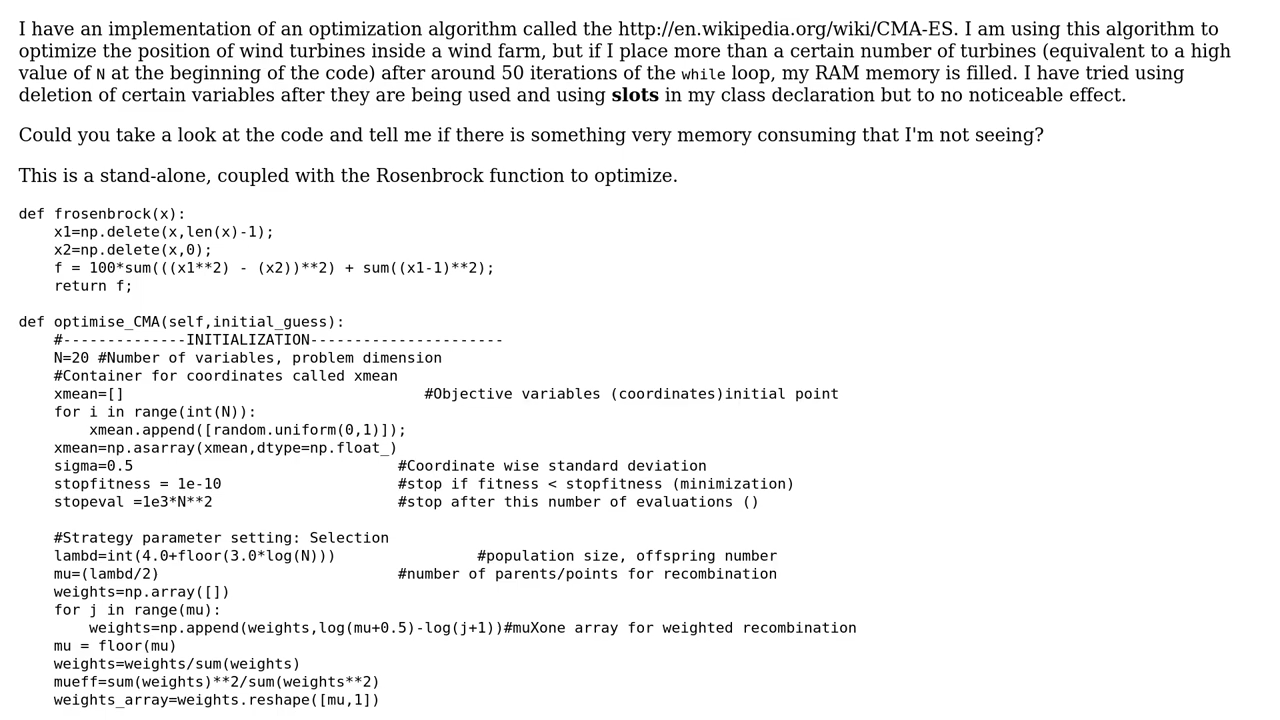 I have an implementation of an optimization algorithm called the http://en.wikipedia.org/wiki/CMA-ES. I am using this algorithm to
optimize the position of wind turbines inside a wind farm, but if I place more than a certain number of turbines (equivalent to a high
value of N at the beginning of the code) after around 50 iterations of the while loop, my RAM memory is filled. I have tried using
deletion of certain variables after they are being used and using slots in my class declaration but to no noticeable effect.
Could you take a look at the code and tell me if there is something very memory consuming that I'm not seeing?
This is a stand-alone, coupled with the Rosenbrock function to optimize.
def frosenbrock(x):
    x1=np.delete(x,len(x)-1);
    x2=np.delete(x,0);
    f = 100*sum(((x1**2) - (x2))**2) + sum((x1-1)**2);
    return f;
def optimise_CMA(self,initial_guess):
    #--------------INITIALIZATION----------------------
    N=20 #Number of variables, problem dimension
    #Container for coordinates called xmean
    xmean=[]                                  #Objective variables (coordinates)initial point
    for i in range(int(N)):
        xmean.append([random.uniform(0,1)]);
    xmean=np.asarray(xmean,dtype=np.float_)
    sigma=0.5                              #Coordinate wise standard deviation
    stopfitness = 1e-10                    #stop if fitness < stopfitness (minimization)
    stopeval =1e3*N**2                     #stop after this number of evaluations ()
    #Strategy parameter setting: Selection
    lambd=int(4.0+floor(3.0*log(N)))                #population size, offspring number
    mu=(lambd/2)                           #number of parents/points for recombination
    weights=np.array([])
    for j in range(mu):
        weights=np.append(weights,log(mu+0.5)-log(j+1))#muXone array for weighted recombination
    mu = floor(mu)
    weights=weights/sum(weights)
    mueff=sum(weights)**2/sum(weights**2)
    weights_array=weights.reshape([mu,1])